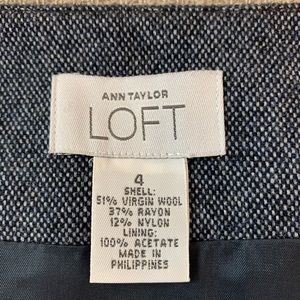 ANN TAYLOR
LOFT
4
SHELL:
51% VIRGIN WOOL
37% RAYON
12% NYLON
LINING:
100% ACETATE
MADE IN
PHILIPPINES